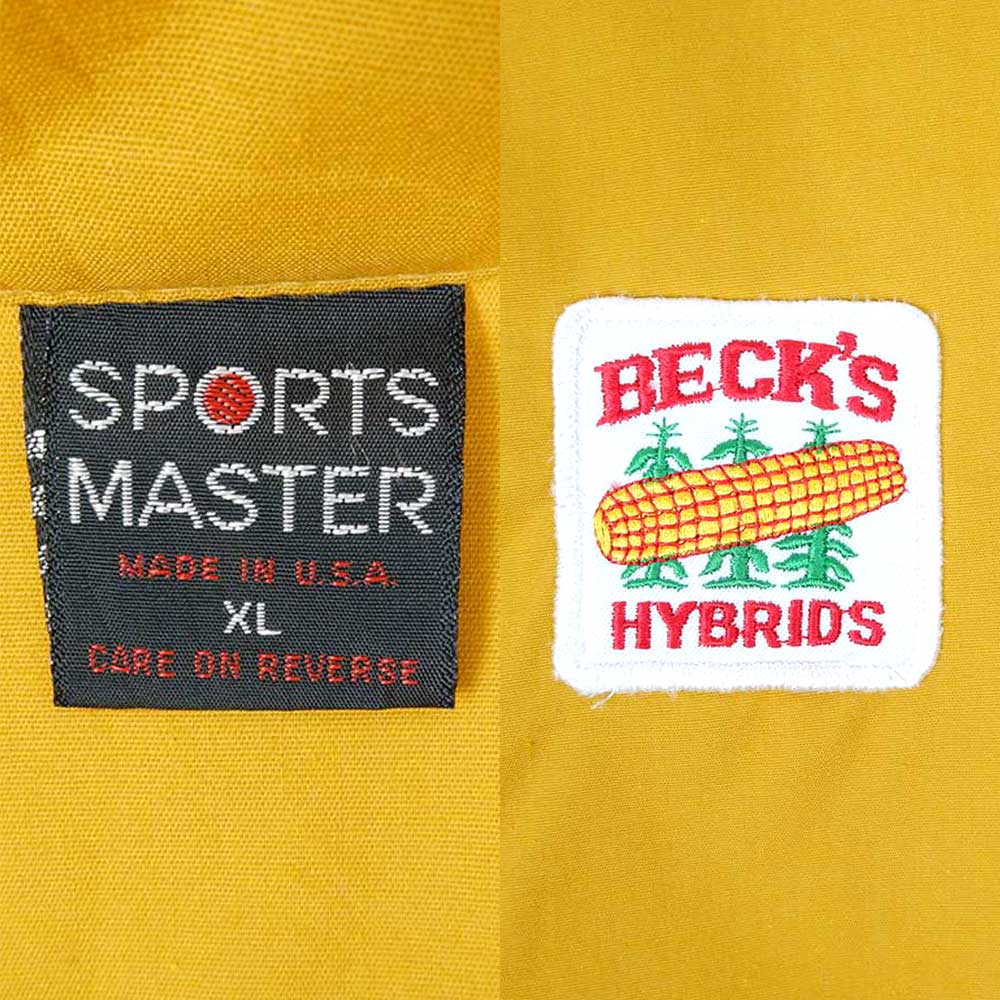 SPORTS
MASTER
MADE IN U.S.A.
XL
CARE ON REVERSE
BECK'S
HYBRIDS